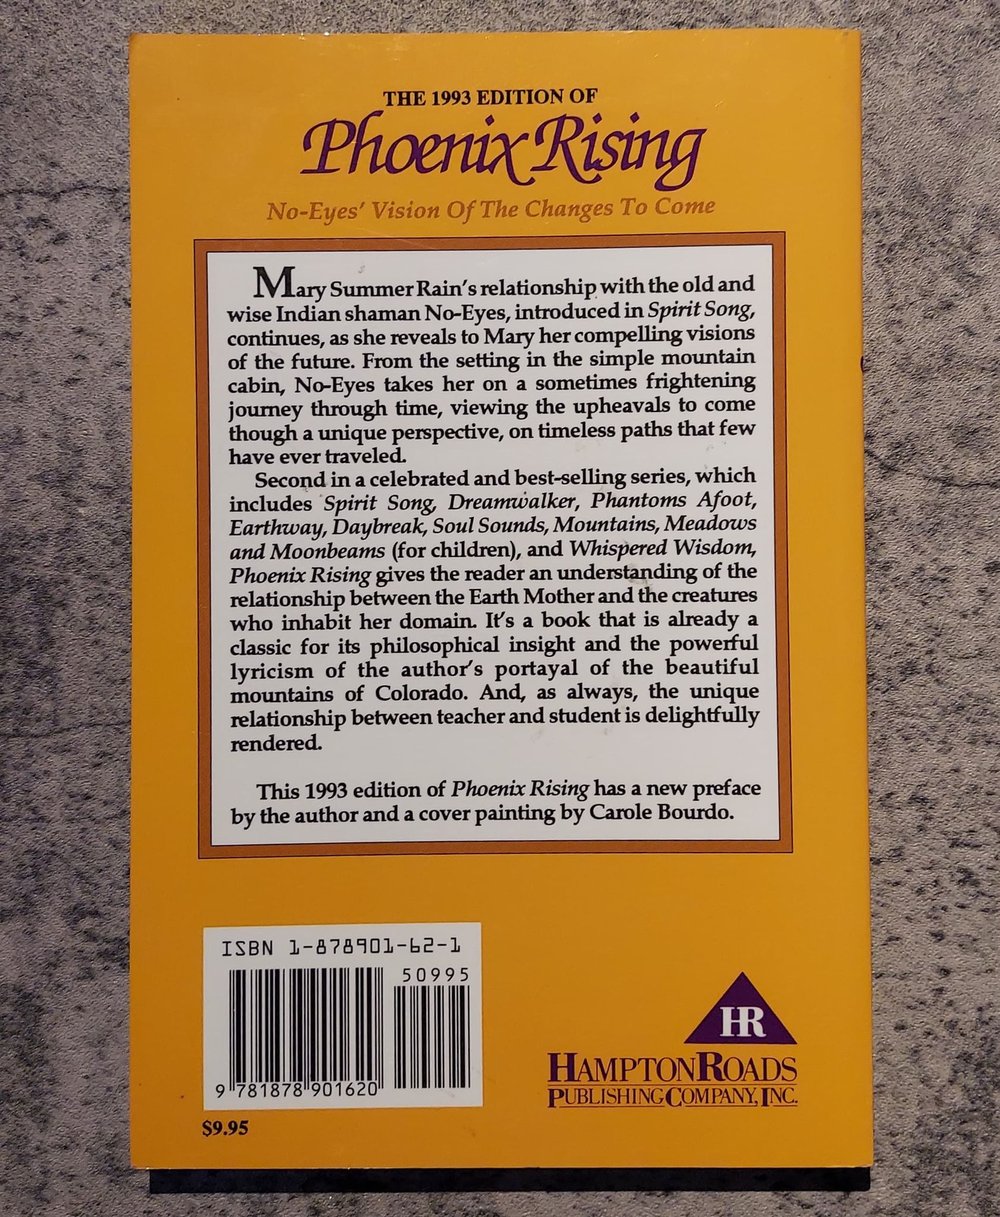 THE 1993 EDITION OF
Phoenix Rising
No-Eyes' Vision Of The Changes To Come
Mary Summer Rain's relationship with the old and
wise Indian shaman No-Eyes, introduced in Spirit Song,
continues, as she reveals to Mary her compelling visions
of the future. From the setting in the simple mountain
cabin, No-Eyes takes her on a sometimes frightening
journey through time, viewing the upheavals to come
though a unique perspective, on timeless paths that few
have ever traveled.
Second in a celebrated and best-selling series, which
includes Spirit Song, Dreamwalker, Phantoms Afoot,
Earthway, Daybreak, Soul Sounds, Mountains, Meadows
and Moonbeams (for children), and Whispered Wisdom,
Phoenix Rising gives the reader an understanding of the
relationship between the Earth Mother and the creatures
who inhabit her domain. It's a book that is already a
classic for its philosophical insight and the powerful
lyricism of the author's portayal of the beautiful
mountains of Colorado. And, as always, the unique
relationship between teacher and student is delightfully
rendered.
This 1993 edition of Phoenix Rising has a new preface
by the author and a cover painting by Carole Bourdo.
ISBN 1-878901-62-1
50995
9 781878 901620
$9.95
HR
HAMPTON ROADS
PUBLISHING COMPANY, INC.